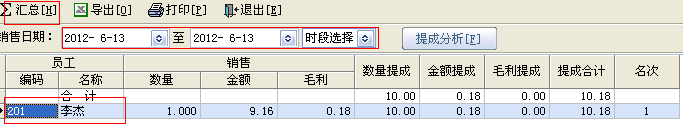 Σ 汇总[H] 导出[O] 打印[P] 退出[E]
销售日期: 2012- 6-13 至 2012- 6-13 时段选择 提成分析[F]
员工 销售 数量提成 金额提成 毛利提成 提成合计 名次
编码 名称 数量 金额 毛利
合 计 10.00 0.18 0.00 10.18
201 李杰 1.000 9.16 0.18 10.00 0.18 0.00 10.18 1